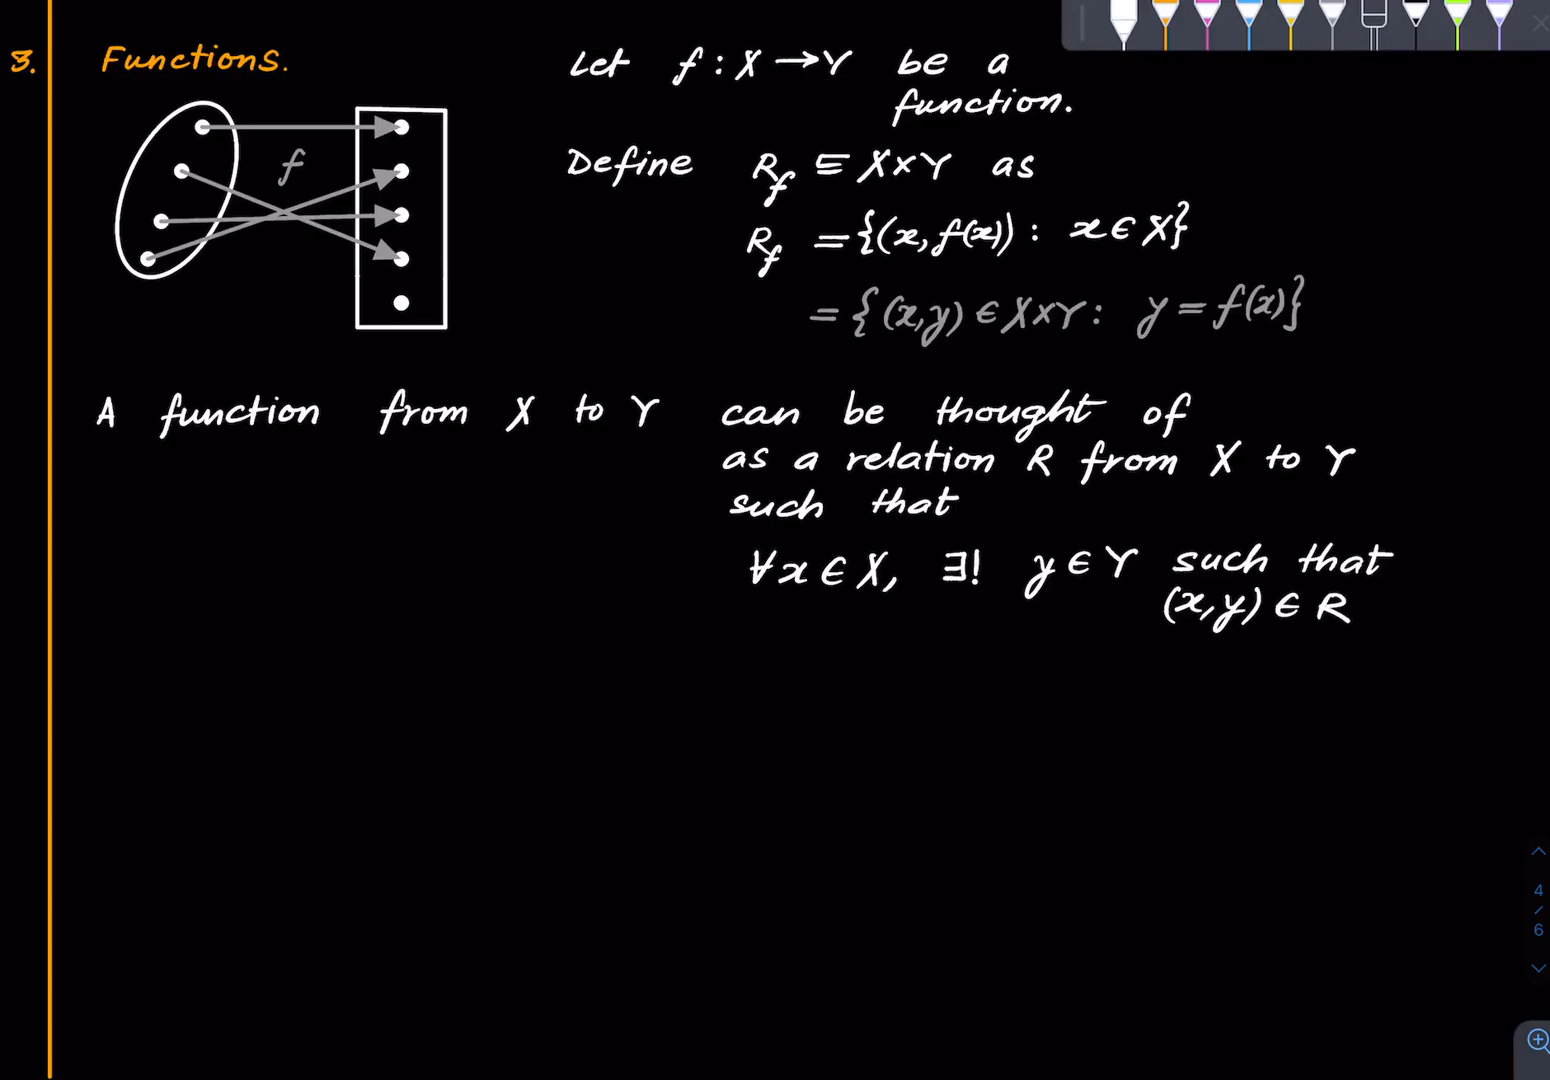 3. Functions.
Let f : X → Y be a
function.
Define R_f ⊆ X×Y as
R_f = {(x, f(x)) : x ∈ X}
= {(x,y) ∈ X×Y : y = f(x)}
f
A function from X to Y can be thought of
as a relation R from X to Y
such that
∀x ∈ X, ∃! y ∈ Y such that
(x,y) ∈ R
4
/
6